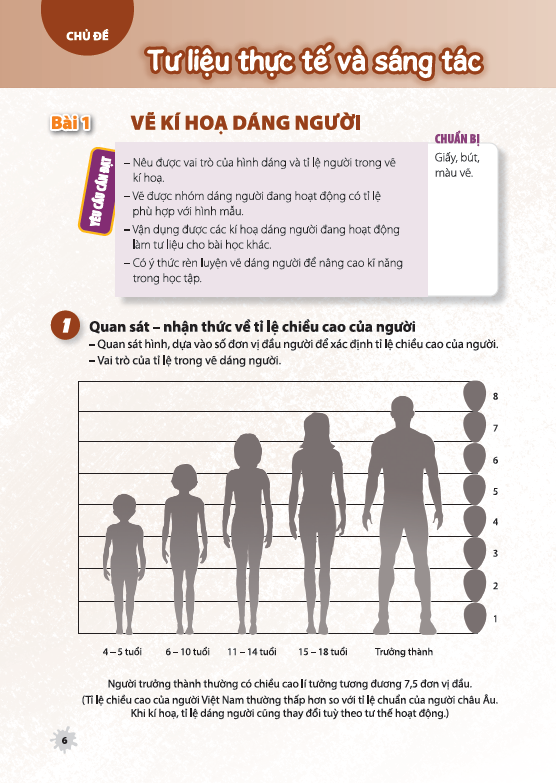 CHỦ ĐỀ
Tư liệu thực tế và sáng tác
Bài 1
VẼ KÍ HOẠ DÁNG NGƯỜI
YÊU CẦU CẦN ĐẠT
– Nêu được vai trò của hình dáng và tỉ lệ người trong vẽ
kí hoạ.
– Vẽ được nhóm dáng người đang hoạt động có tỉ lệ
phù hợp với hình mẫu.
– Vận dụng được các kí hoạ dáng người đang hoạt động
làm tư liệu cho bài học khác.
– Có ý thức rèn luyện vẽ dáng người để nâng cao kĩ năng
trong học tập.
CHUẨN BỊ
Giấy, bút,
màu vẽ.
1 Quan sát – nhận thức về tỉ lệ chiều cao của người
– Quan sát hình, dựa vào số đơn vị đầu người để xác định tỉ lệ chiều cao của người.
– Vai trò của tỉ lệ trong vẽ dáng người.
8
7
6
5
4
3
2
1
4 – 5 tuổi 6 – 10 tuổi 11 – 14 tuổi 15 – 18 tuổi Trưởng thành
Người trưởng thành thường có chiều cao lí tưởng tương đương 7,5 đơn vị đầu.
(Tỉ lệ chiều cao của người Việt Nam thường thấp hơn so với tỉ lệ chuẩn của người châu Âu.
Khi kí hoạ, tỉ lệ dáng người cũng thay đổi tuỳ theo tư thế hoạt động.)
6